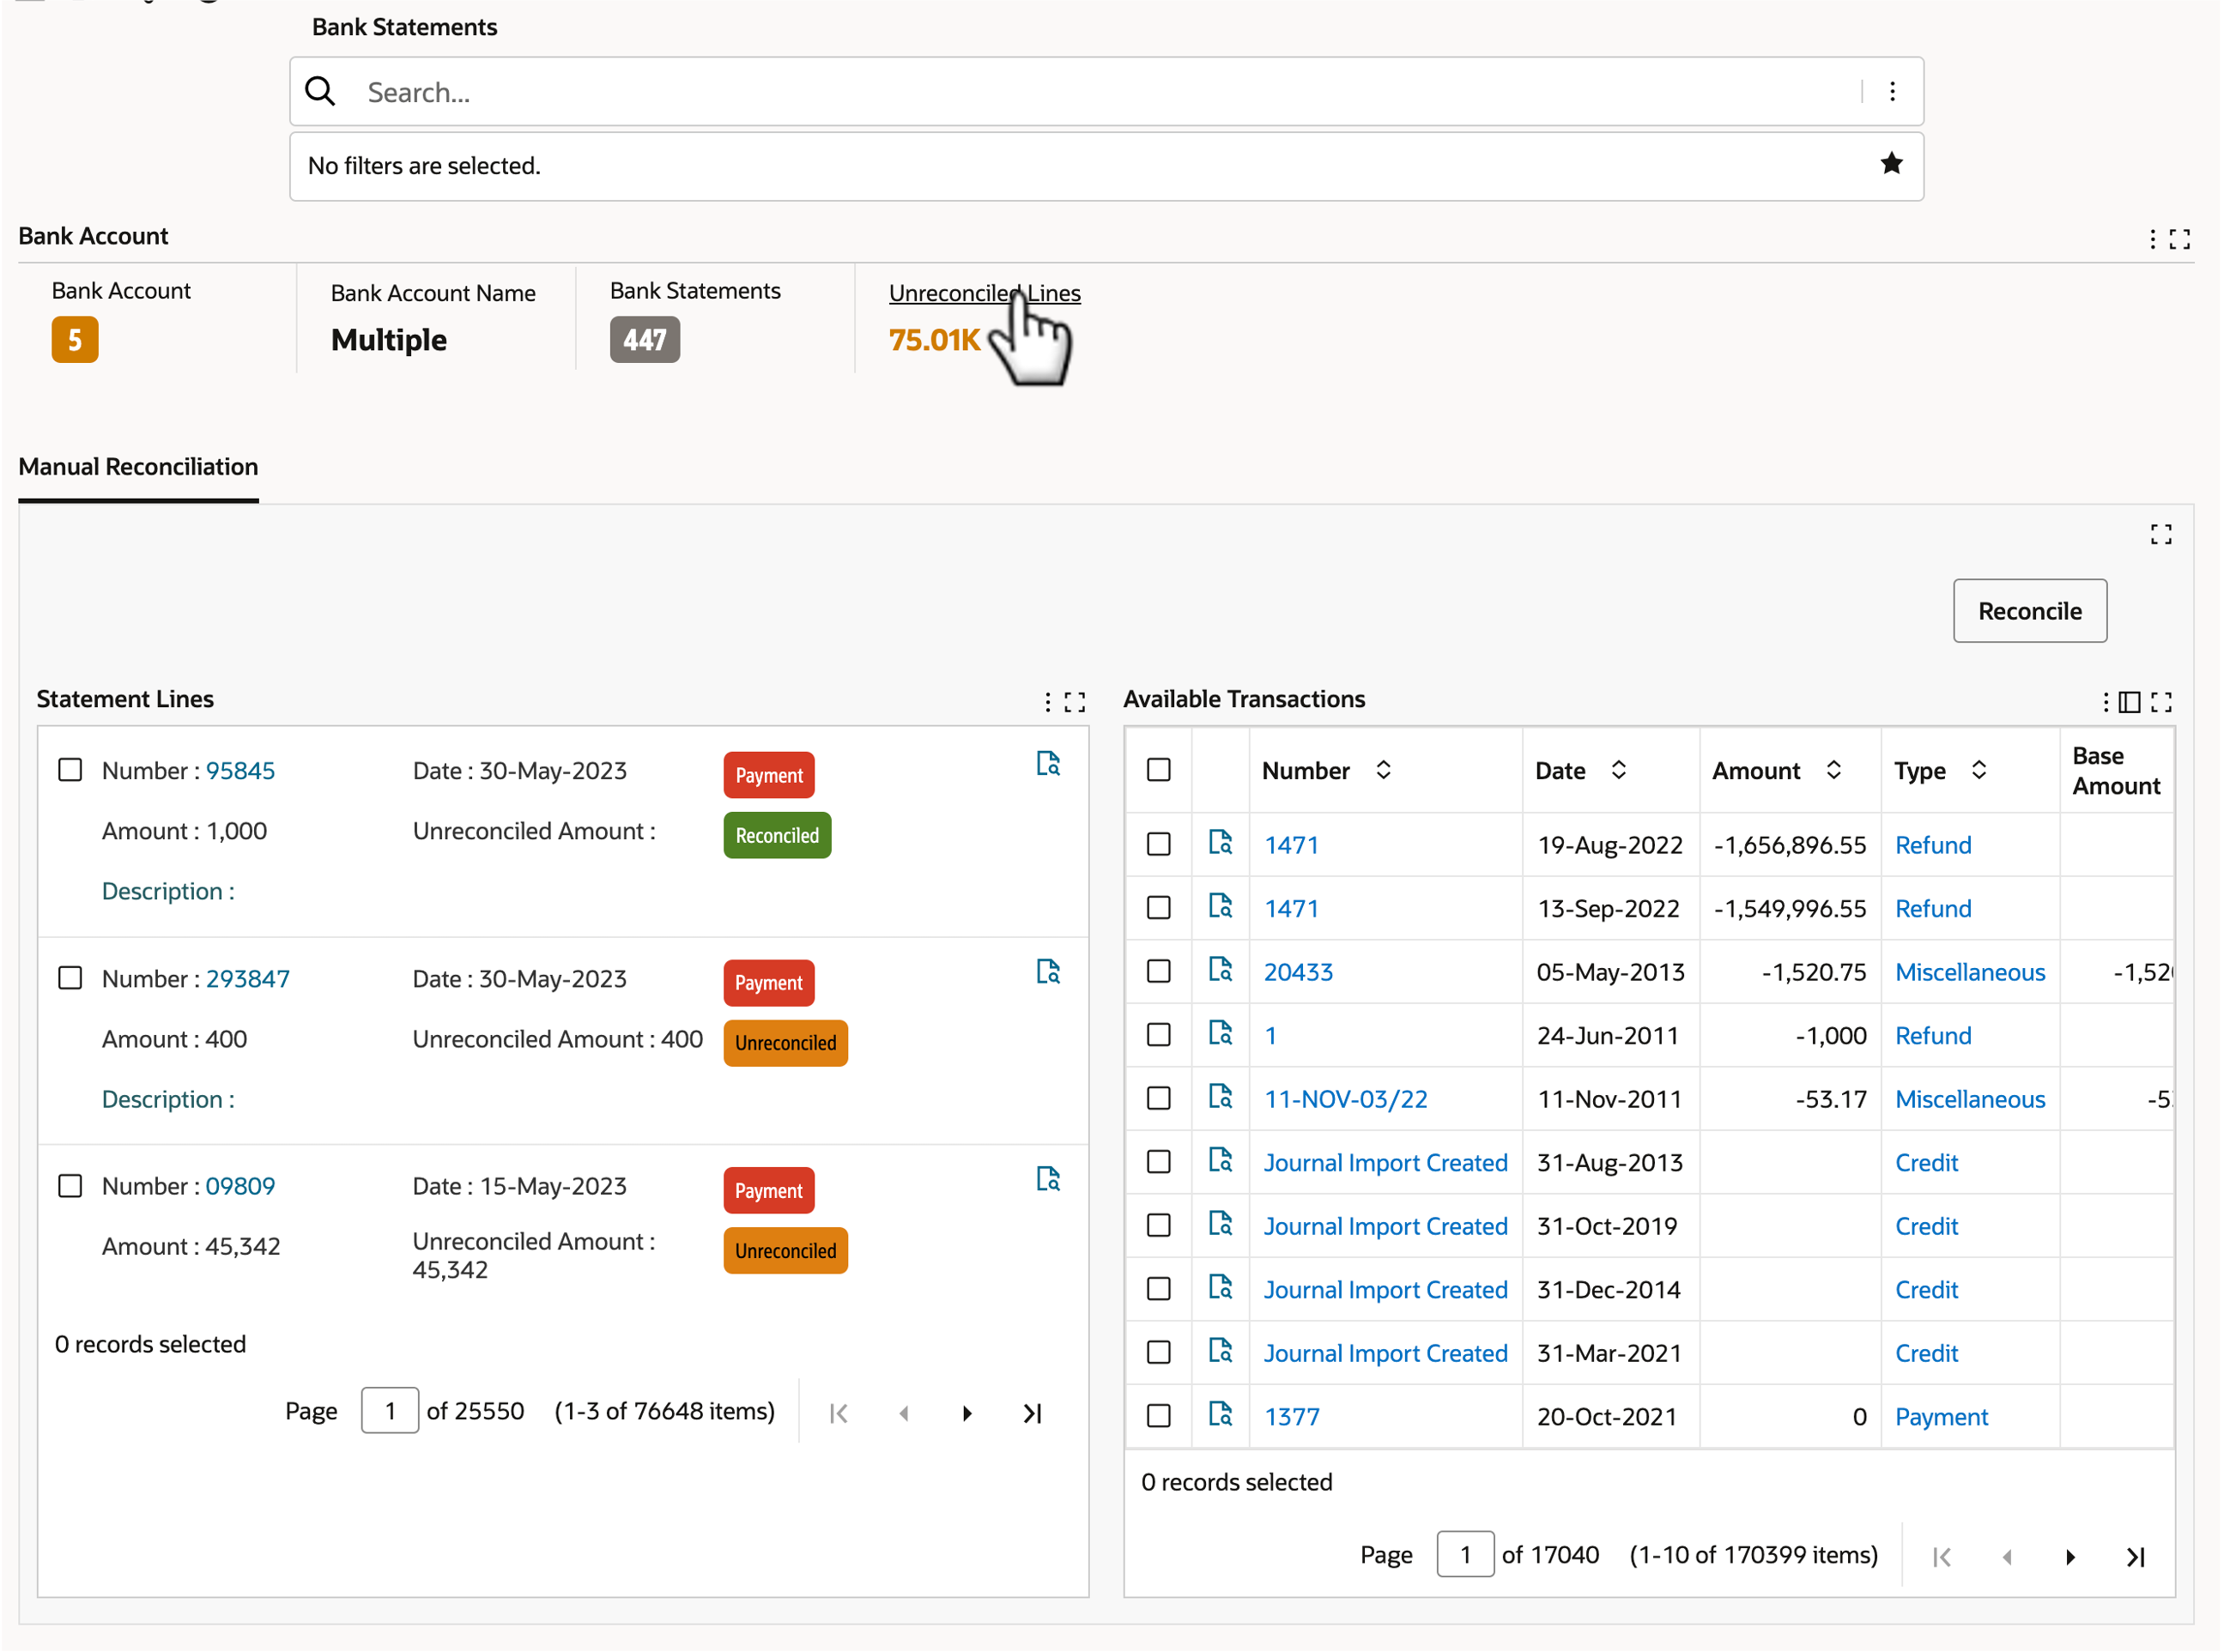 Bank Statements
Search...
No filters are selected.
Bank Account
Bank Account
Bank Account Name
Bank Statements
Unreconciled Lines
5
Multiple
447
75.01K
Manual Reconciliation
Reconcile
Statement Lines
Number : 95845
Date : 30-May-2023
Payment
Amount : 1,000
Unreconciled Amount :
Reconciled
Description :
Number : 293847
Date : 30-May-2023
Payment
Amount : 400
Unreconciled Amount : 400
Unreconciled
Description :
Number : 09809
Date : 15-May-2023
Payment
Amount : 45,342
Unreconciled Amount :
45,342
Unreconciled
0 records selected
Page 1 of 25550 (1-3 of 76648 items)
Available Transactions
Number Date Amount Type Base
Amount
1471 19-Aug-2022 -1,656,896.55 Refund
1471 13-Sep-2022 -1,549,996.55 Refund
20433 05-May-2013 -1,520.75 Miscellaneous
1 24-Jun-2011 -1,000 Refund
11-NOV-03/22 11-Nov-2011 -53.17 Miscellaneous
Journal Import Created 31-Aug-2013 Credit
Journal Import Created 31-Oct-2019 Credit
Journal Import Created 31-Dec-2014 Credit
Journal Import Created 31-Mar-2021 Credit
1377 20-Oct-2021 0 Payment
0 records selected
Page 1 of 17040 (1-10 of 170399 items)